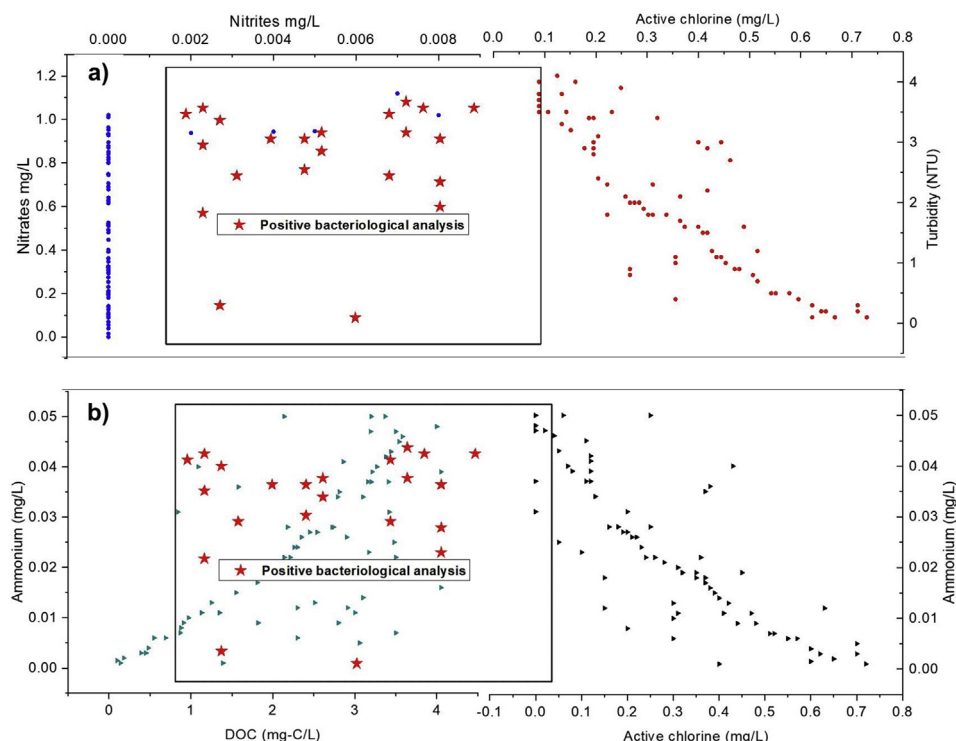 Nitrites mg/L
Active chlorine (mg/L)
0.000 0.002 0.004 0.006 0.008
0.0 0.1 0.2 0.3 0.4 0.5 0.6 0.7 0.8
a)
1.2
1.0
0.8
0.6
0.4
0.2
0.0
Nitrates mg/L
Positive bacteriological analysis
4
3
2
1
0
Turbidity (NTU)
b)
0.05
0.04
0.03
0.02
0.01
0.00
Ammonium (mg/L)
Positive bacteriological analysis
0.05
0.04
0.03
0.02
0.01
0.00
Ammonium (mg/L)
0 1 2 3 4
-0.1 0.0 0.1 0.2 0.3 0.4 0.5 0.6 0.7 0.8
DOC (mg-C/L)
Active chlorine (mg/L)